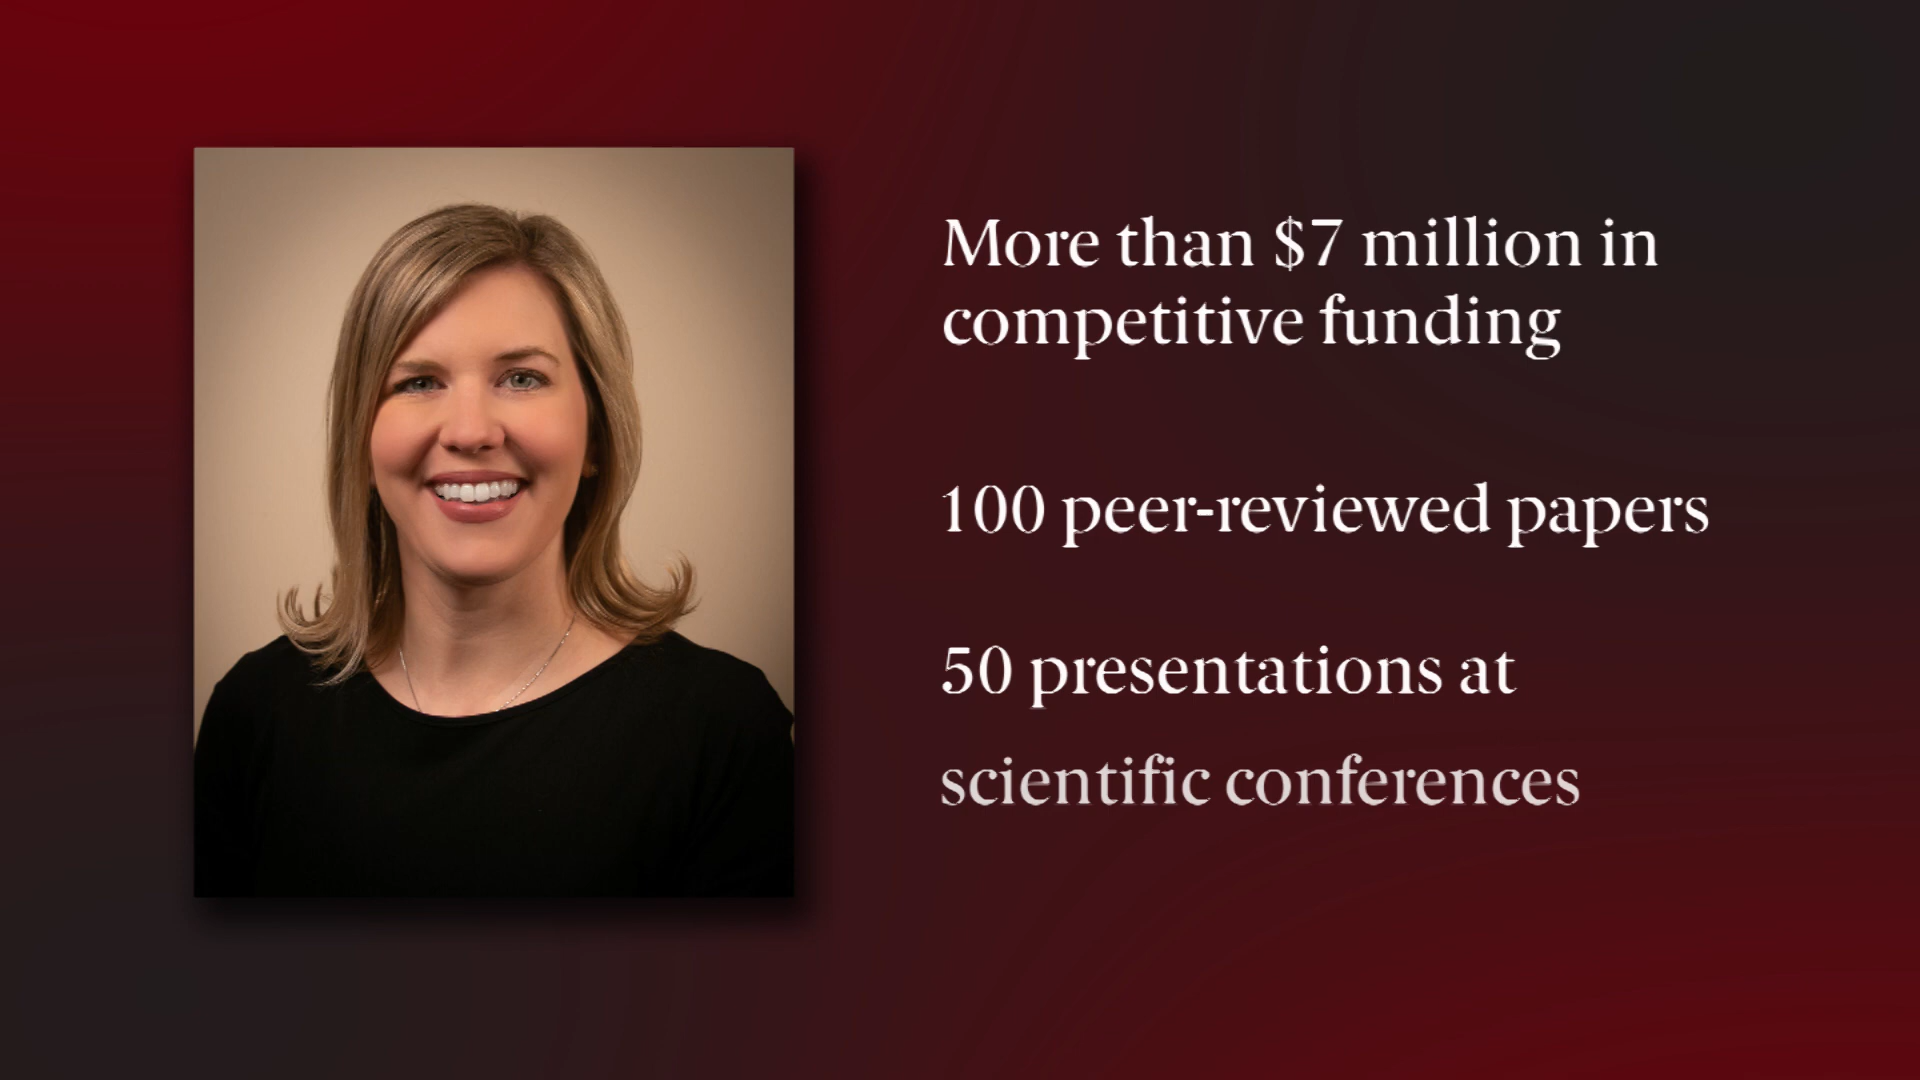 More than $7 million in
competitive funding
100 peer-reviewed papers
50 presentations at
scientific conferences